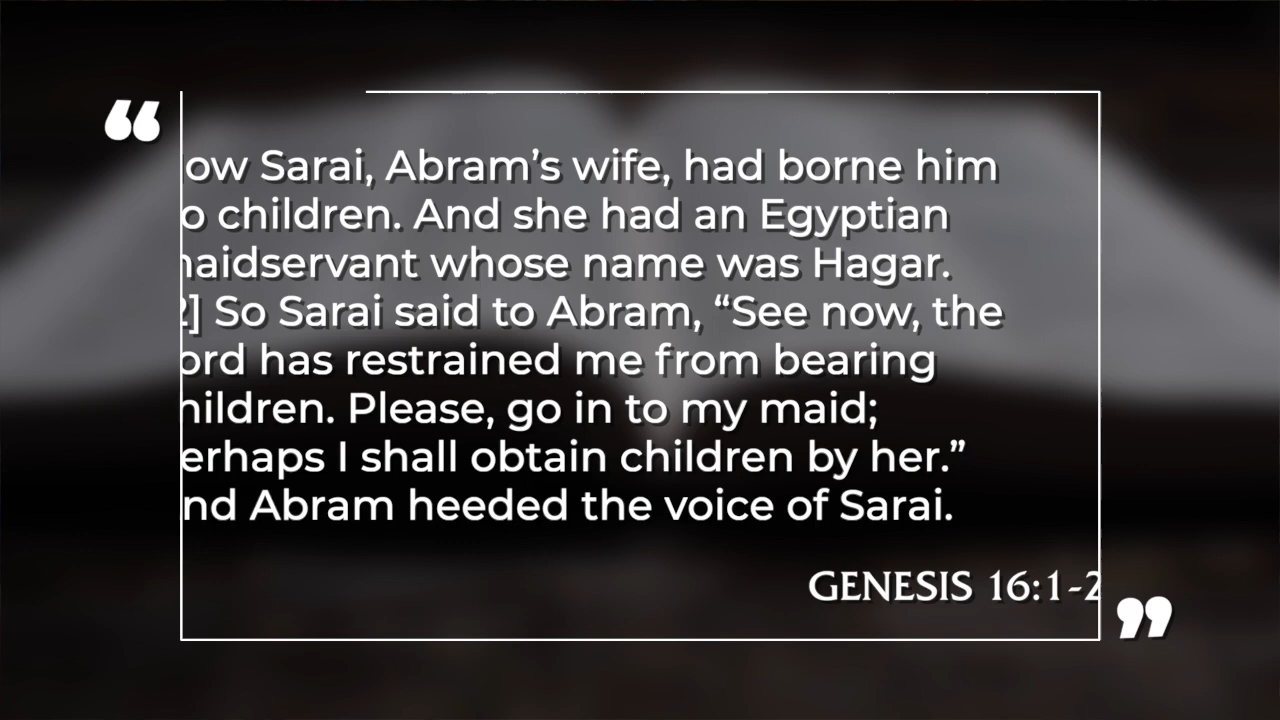 “
ow Sarai, Abram’s wife, had borne him
o children. And she had an Egyptian
naidservant whose name was Hagar.
2] So Sarai said to Abram, “See now, the
ord has restrained me from bearing
hildren. Please, go in to my maid;
erhaps I shall obtain children by her.”
nd Abram heeded the voice of Sarai.
GENESIS 16:1-2
”